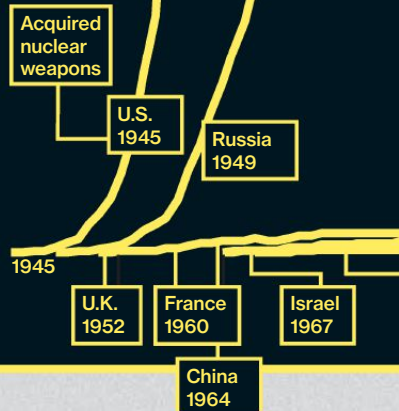 Acquired
nuclear
weapons
U.S.
1945
Russia
1949
1945
U.K.
1952
France
1960
Israel
1967
China
1964